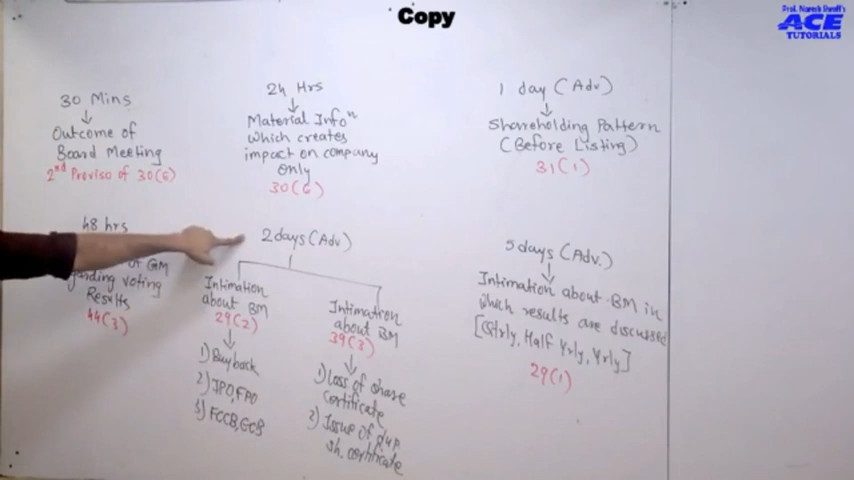 Copy
Prof. Naresh Shroff's
ACE
TUTORIALS
30 Mins
Outcome of
Board Meeting
2nd Proviso of 30(6)
24 Hrs
Material Infon
which creates
impact on company
only
30(6)
1 day (Adv)
Shareholding Pattern
(Before Listing)
31(1)
48 hrs
of GM
garding voting
Results
44(3)
2 days (Adv)
Intimation
about BM
29(2)
1) Buyback
2) IPO, FPO
3) FCCB, GCB
Intimation
about BM
39(3)
1) Loss of share
certificate
2) Issue of dup.
sh. certificate
5 days (Adv.)
Intimation about BM in
which results are discussed
[Qtrly, Half Yrly, Yrly]
29(1)